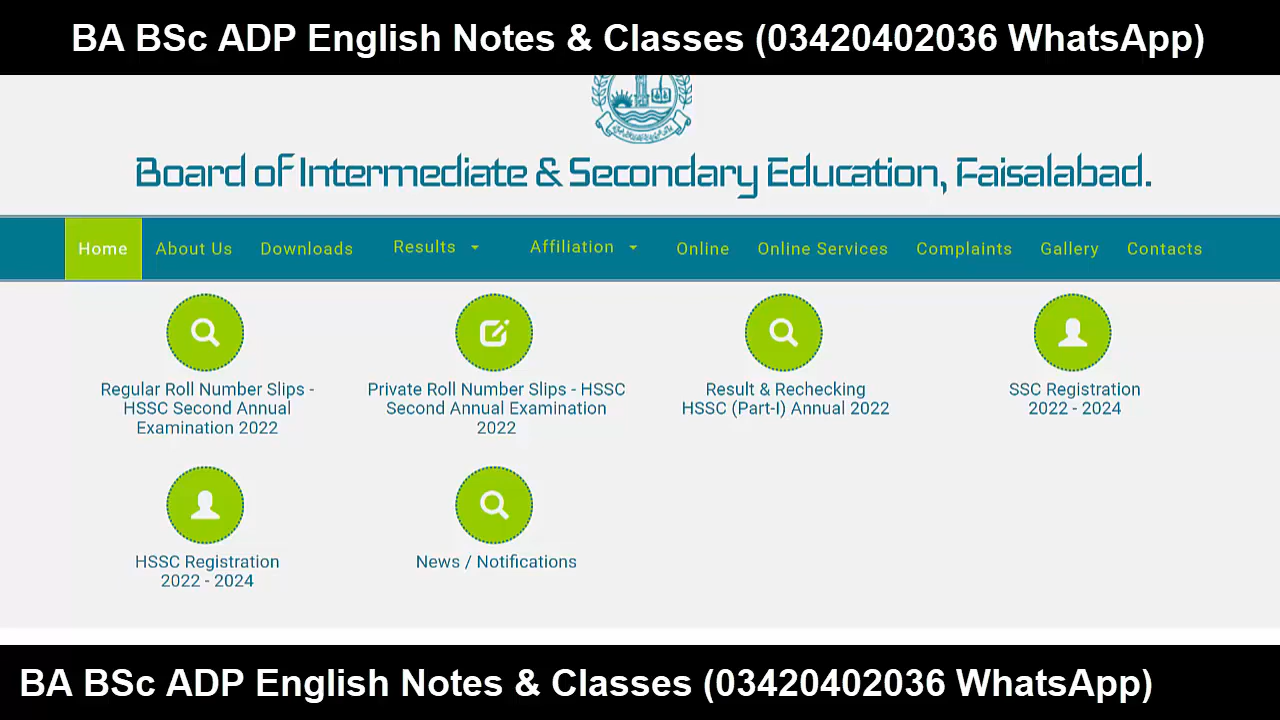 BA BSc ADP English Notes & Classes (03420402036 WhatsApp)
Board of Intermediate & Secondary Education, Faisalabad.
Home About Us Downloads Results Affiliation Online Online Services Complaints Gallery Contacts
Regular Roll Number Slips -
HSSC Second Annual
Examination 2022
Private Roll Number Slips - HSSC
Second Annual Examination
2022
Result & Rechecking
HSSC (Part-I) Annual 2022
SSC Registration
2022 - 2024
HSSC Registration
2022 - 2024
News / Notifications
BA BSc ADP English Notes & Classes (03420402036 WhatsApp)